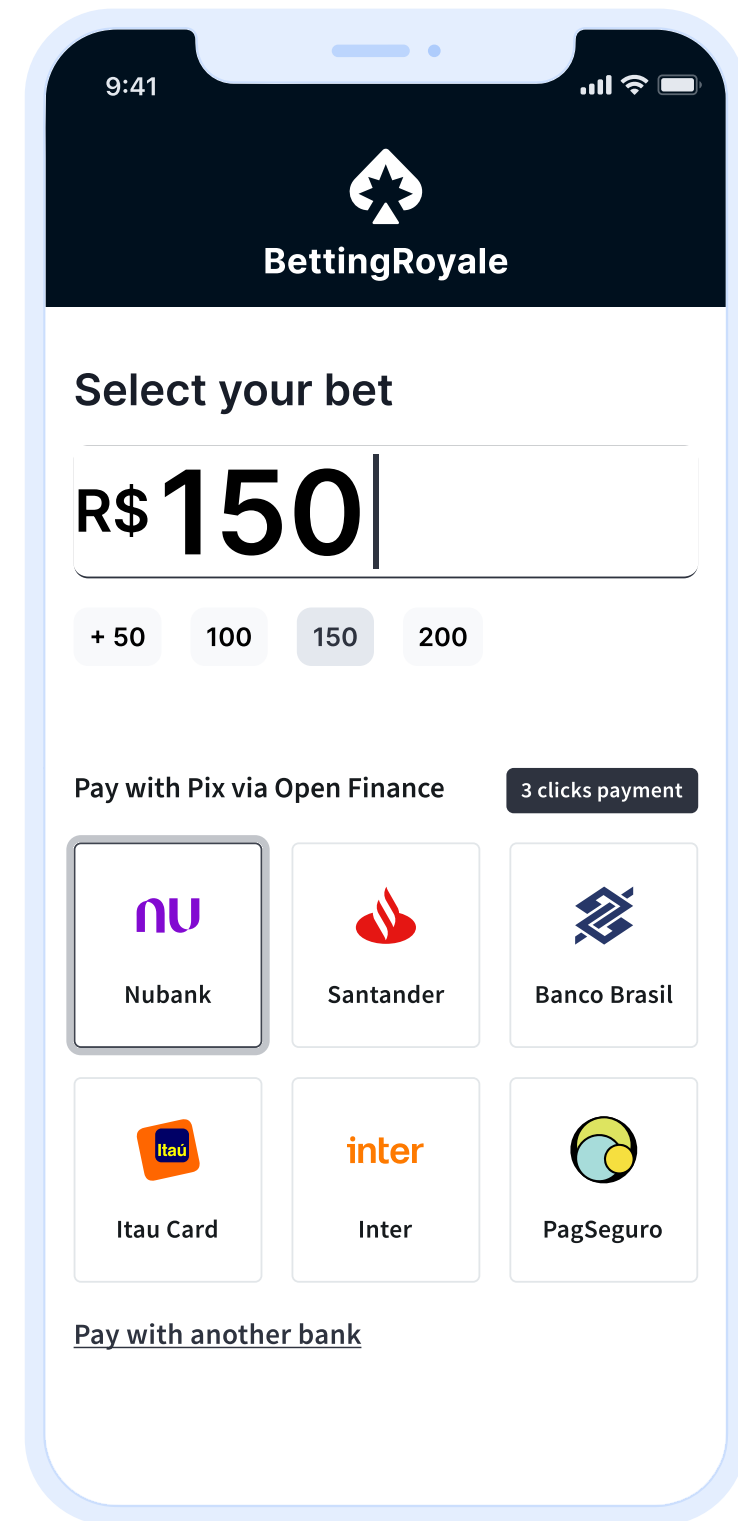 9:41
BettingRoyale
Select your bet
R$ 150
+ 50 100 150 200
Pay with Pix via Open Finance 3 clicks payment
nu
Nubank Santander Banco Brasil
Itaú inter
Itau Card Inter PagSeguro
Pay with another bank